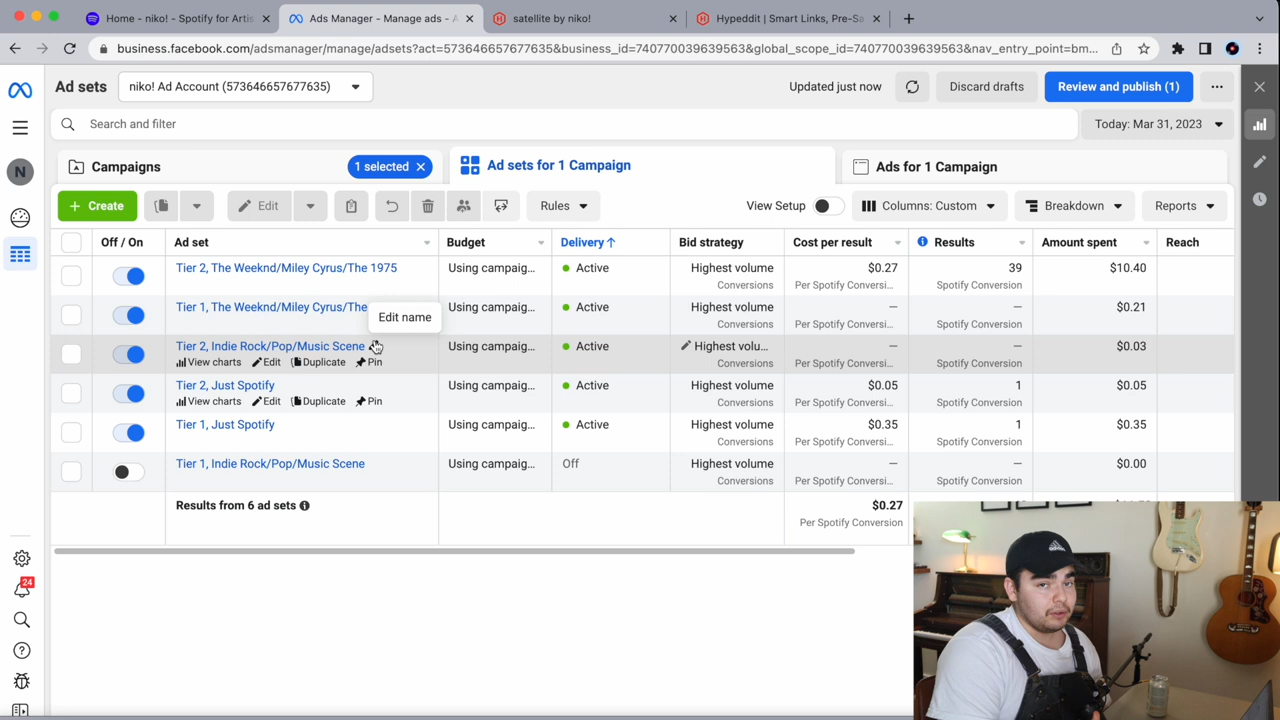 Home - niko! - Spotify for Artis
Ads Manager - Manage ads - A
satellite by niko!
Hypeddit | Smart Links, Pre-Sa
business.facebook.com/adsmanager/manage/adsets?act=573646657677635&business_id=740770039639563&global_scope_id=740770039639563&nav_entry_point=bm...
Ad sets
niko! Ad Account (573646657677635)
Updated just now
Discard drafts
Review and publish (1)
Search and filter
Today: Mar 31, 2023
N
Campaigns
1 selected
Ad sets for 1 Campaign
Ads for 1 Campaign
+ Create
Edit
Rules
View Setup
Columns: Custom
Breakdown
Reports
Off / On
Ad set
Budget
Delivery ↑
Bid strategy
Cost per result
Results
Amount spent
Reach
Tier 2, The Weeknd/Miley Cyrus/The 1975
Using campaig...
Active
Highest volume
Conversions
$0.27
Per Spotify Conversi...
39
Spotify Conversion
$10.40
Tier 1, The Weeknd/Miley Cyrus/The
Using campaig...
Active
Highest volume
Conversions
—
Per Spotify Conversi...
—
Spotify Conversion
$0.21
Edit name
Tier 2, Indie Rock/Pop/Music Scene
View charts Edit Duplicate Pin
Using campaig...
Active
Highest volu...
Conversions
—
Per Spotify Conversi...
—
Spotify Conversion
$0.03
Tier 2, Just Spotify
View charts Edit Duplicate Pin
Using campaig...
Active
Highest volume
Conversions
$0.05
Per Spotify Conversi...
1
Spotify Conversion
$0.05
Tier 1, Just Spotify
Using campaig...
Active
Highest volume
Conversions
$0.35
Per Spotify Conversi...
1
Spotify Conversion
$0.35
Tier 1, Indie Rock/Pop/Music Scene
Using campaig...
Off
Highest volume
Conversions
—
Per Spotify Conversi...
—
Spotify Conversion
$0.00
Results from 6 ad sets
$0.27
Per Spotify Conversion
24